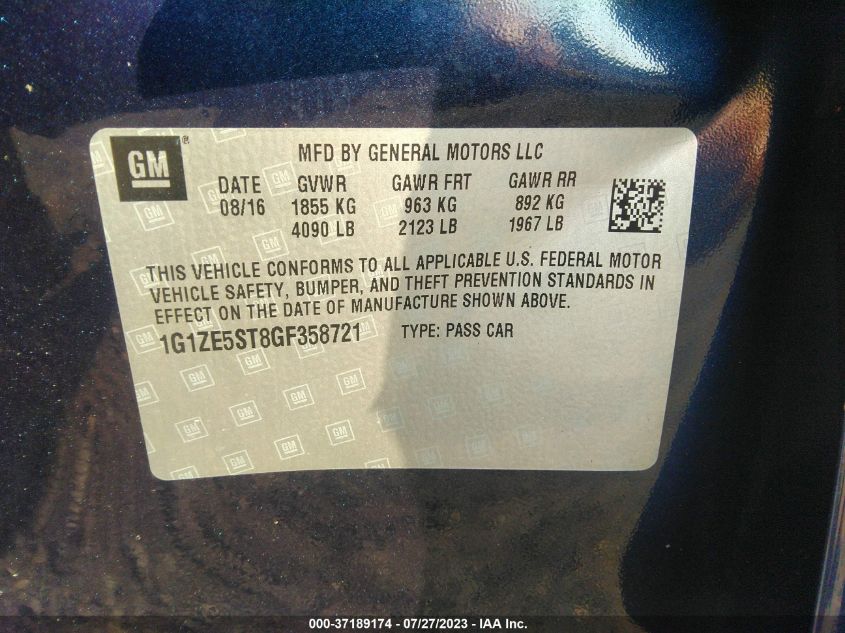 GM ®
MFD BY GENERAL MOTORS LLC
DATE GVWR GAWR FRT GAWR RR
08/16 1855 KG 963 KG 892 KG
4090 LB 2123 LB 1967 LB
THIS VEHICLE CONFORMS TO ALL APPLICABLE U.S. FEDERAL MOTOR
VEHICLE SAFETY, BUMPER, AND THEFT PREVENTION STANDARDS IN
EFFECT ON THE DATE OF MANUFACTURE SHOWN ABOVE.
1G1ZE5ST8GF358721 TYPE: PASS CAR
000-37189174 - 07/27/2023 - IAA Inc.